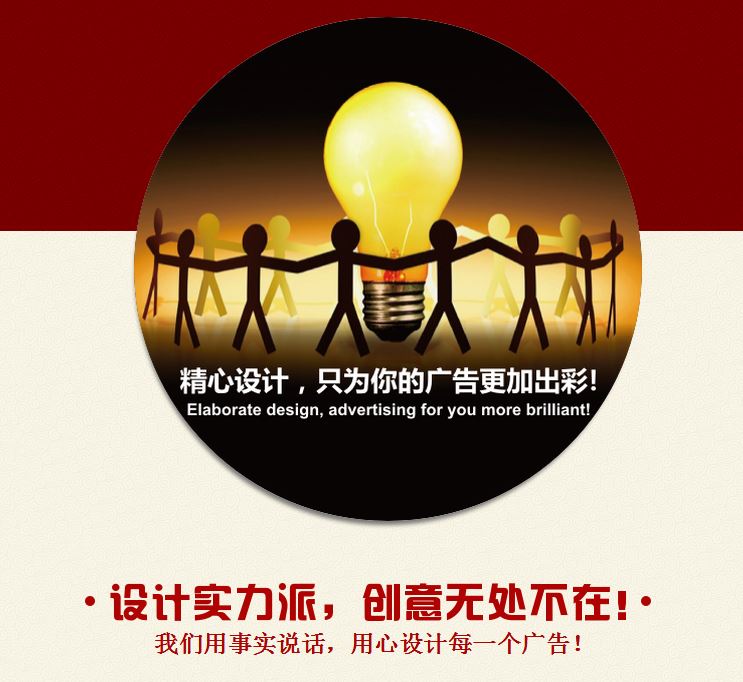 精心设计，只为你的广告更加出彩！
Elaborate design, advertising for you more brilliant!
·设计实力派，创意无处不在！·
我们用事实说话，用心设计每一个广告！